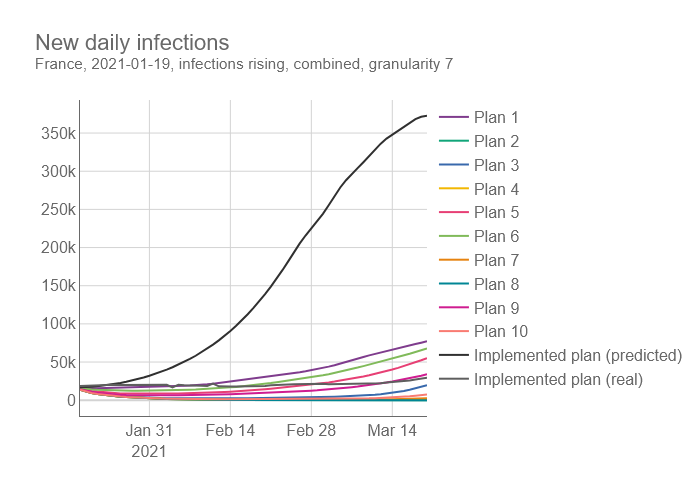 New daily infections
France, 2021-01-19, infections rising, combined, granularity 7
350k
300k
250k
200k
150k
100k
50k
0
Jan 31
2021
Feb 14
Feb 28
Mar 14
Plan 1
Plan 2
Plan 3
Plan 4
Plan 5
Plan 6
Plan 7
Plan 8
Plan 9
Plan 10
Implemented plan (predicted)
Implemented plan (real)